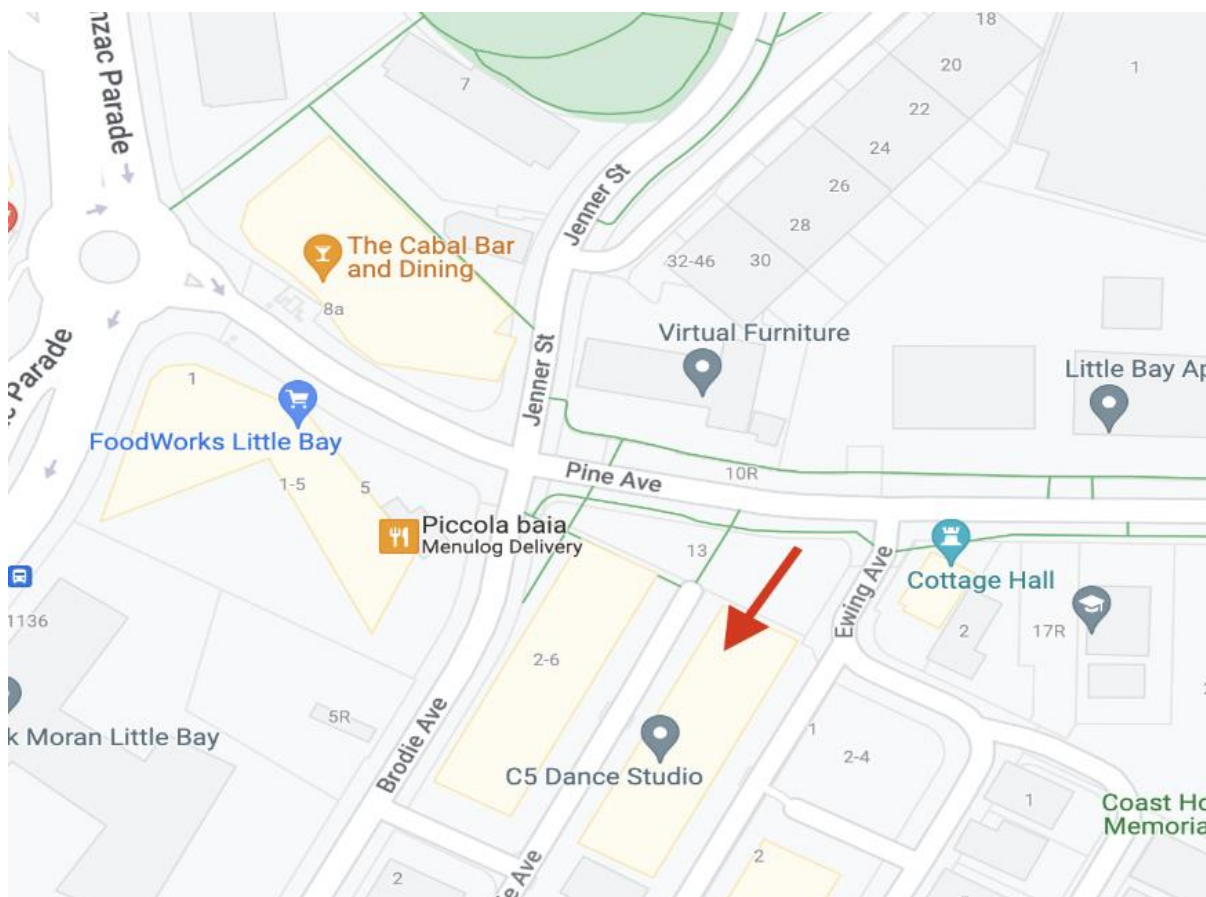 nzac Parade
18
20
1
22
7
24
26
Jenner St
28
32-46
30
The Cabal Bar
and Dining
8a
Virtual Furniture
Parade
Jenner St
Little Bay Ap
1
FoodWorks Little Bay
Pine Ave
10R
1-5
5
Piccola baia
Menulog Delivery
13
Ewing Ave
Cottage Hall
1136
2-6
2
17R
5R
k Moran Little Bay
Brodie Ave
1
2-4
C5 Dance Studio
1
Coast Ho
Memoria
2
2
e Ave